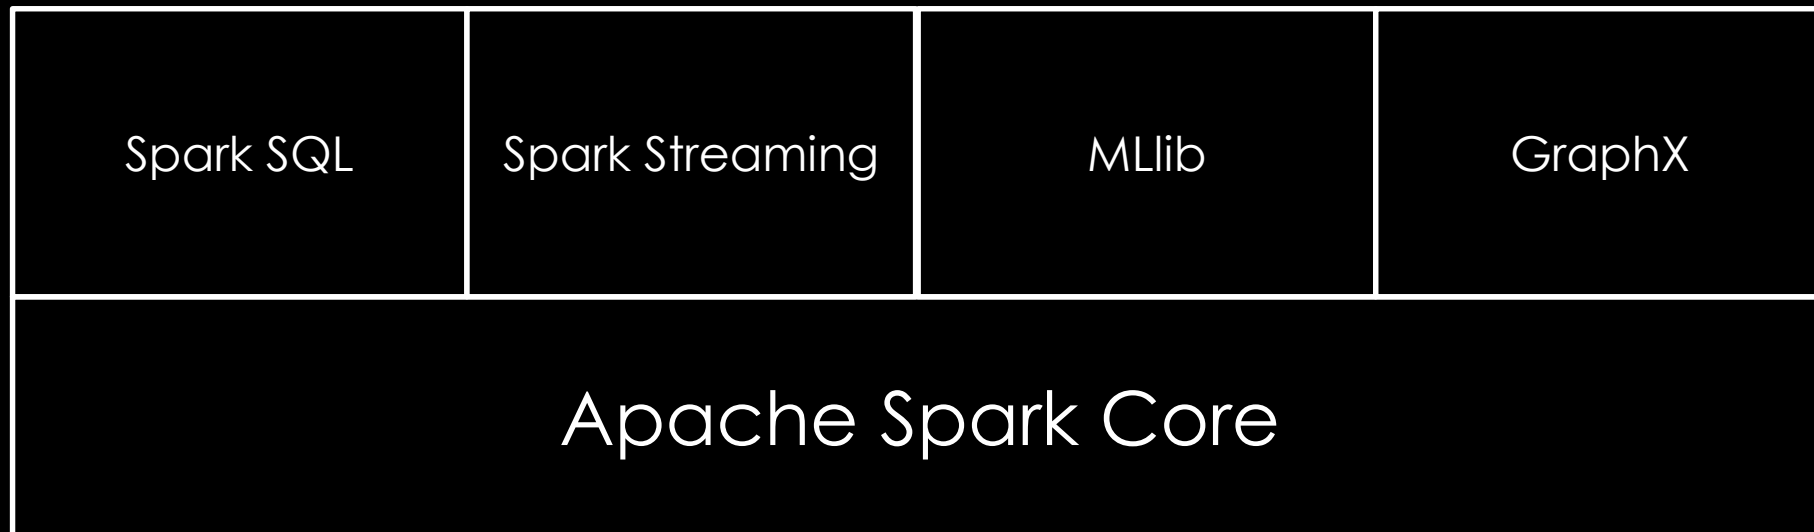 Spark SQL
Spark Streaming
MLlib
GraphX
Apache Spark Core